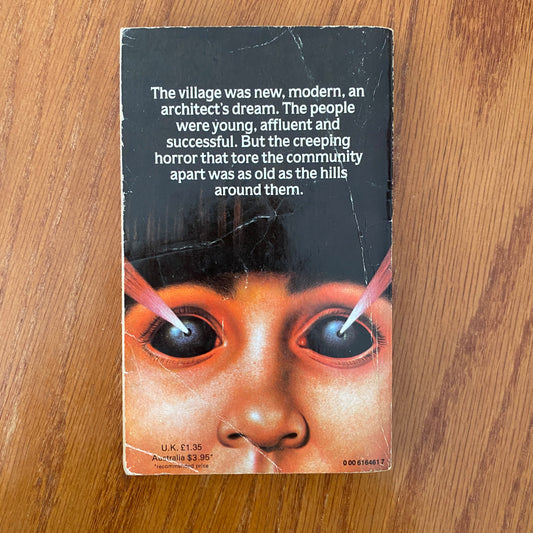 The village was new, modern, an
architect's dream. The people
were young, affluent and
successful. But the creeping
horror that tore the community
apart was as old as the hills
around them.
U.K. £1.35
Australia $3.95*
*recommended price
0 00 616461 7